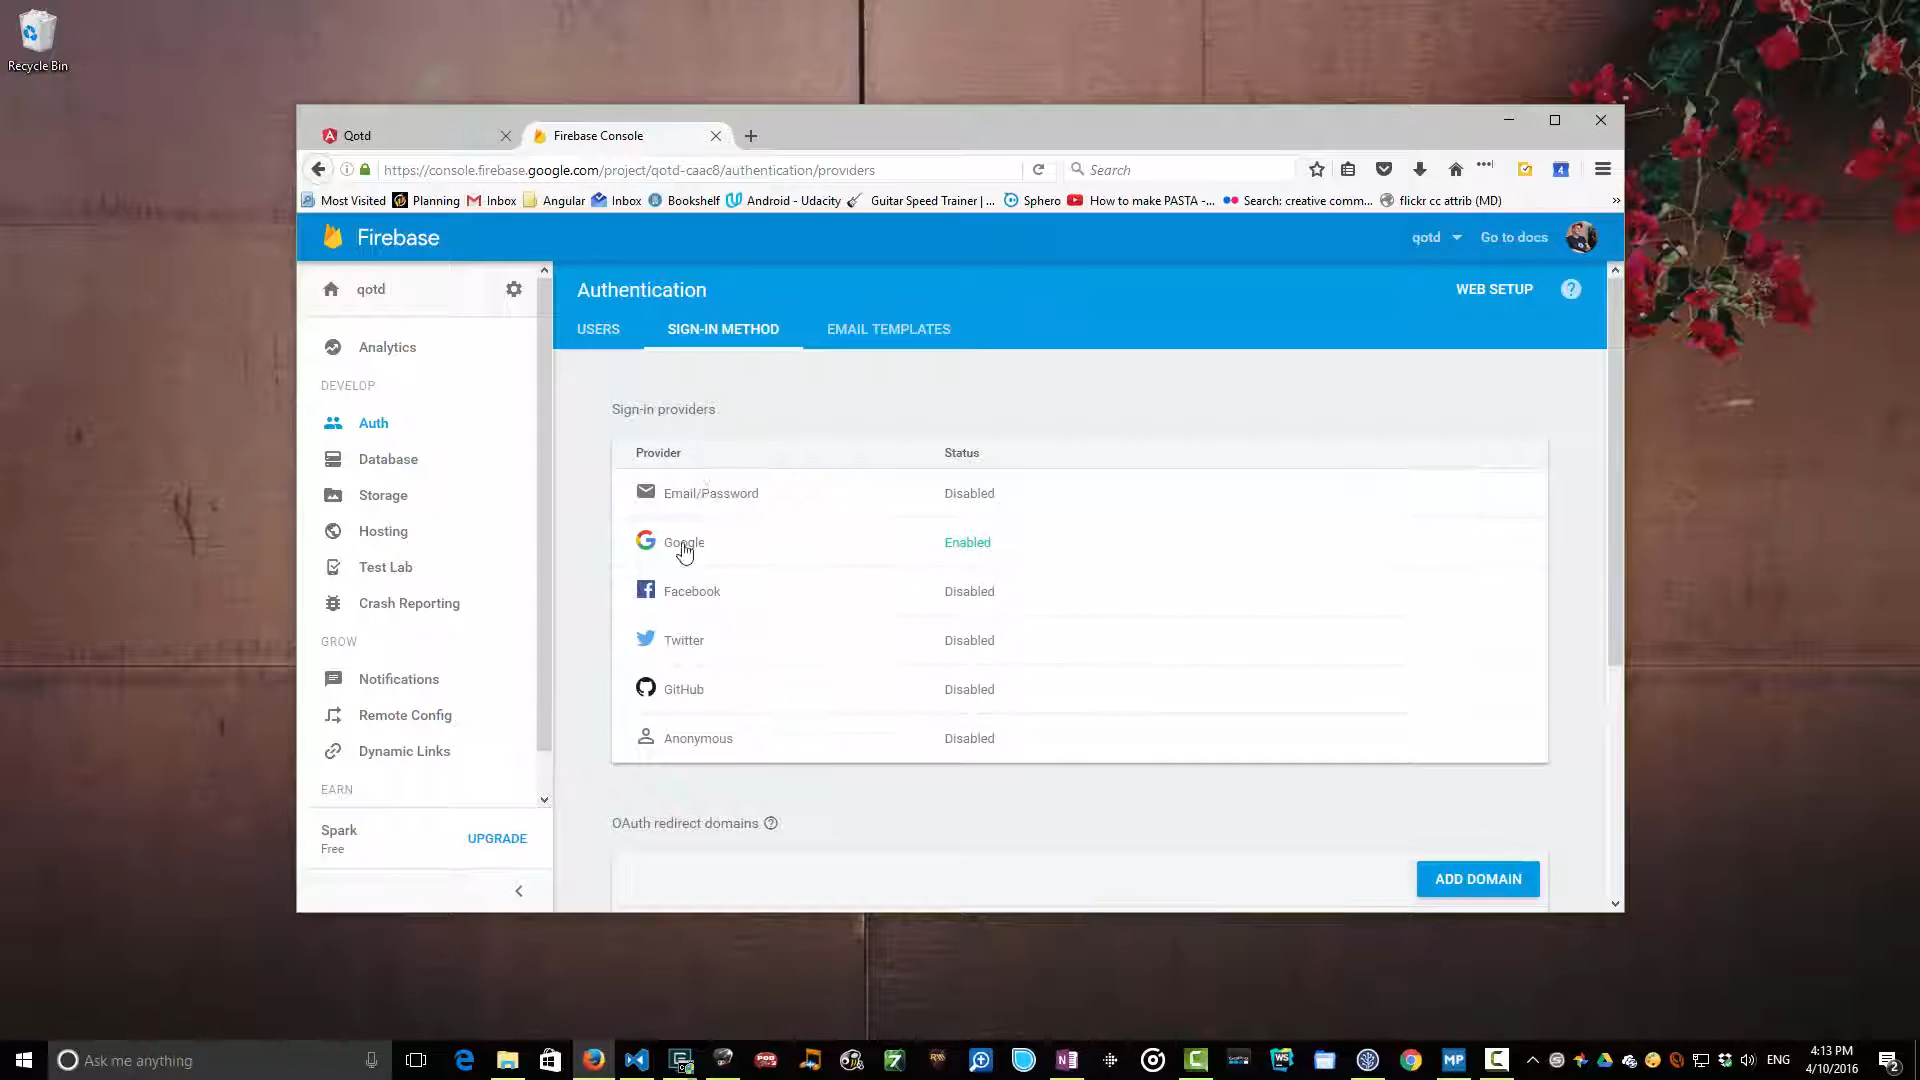 Recycle Bin
Qotd
Firebase Console
https://console.firebase.google.com/project/qotd-caac8/authentication/providers
Search
4
Most Visited
Planning
Inbox
Angular
Inbox
Bookshelf
Android - Udacity
Guitar Speed Trainer | ...
Sphero
How to make PASTA -...
Search: creative comm...
flickr cc attrib (MD)
»
Firebase
qotd
Go to docs
qotd
Authentication
WEB SETUP
?
USERS
SIGN-IN METHOD
EMAIL TEMPLATES
Analytics
DEVELOP
Auth
Database
Storage
Hosting
Test Lab
Crash Reporting
GROW
Notifications
Remote Config
Dynamic Links
EARN
Spark
Free
UPGRADE
Sign-in providers
Provider
Status
Email/Password
Disabled
Google
Enabled
Facebook
Disabled
Twitter
Disabled
GitHub
Disabled
Anonymous
Disabled
OAuth redirect domains
ADD DOMAIN
Ask me anything
WS
MP
ENG
4:13 PM
4/10/2016
2